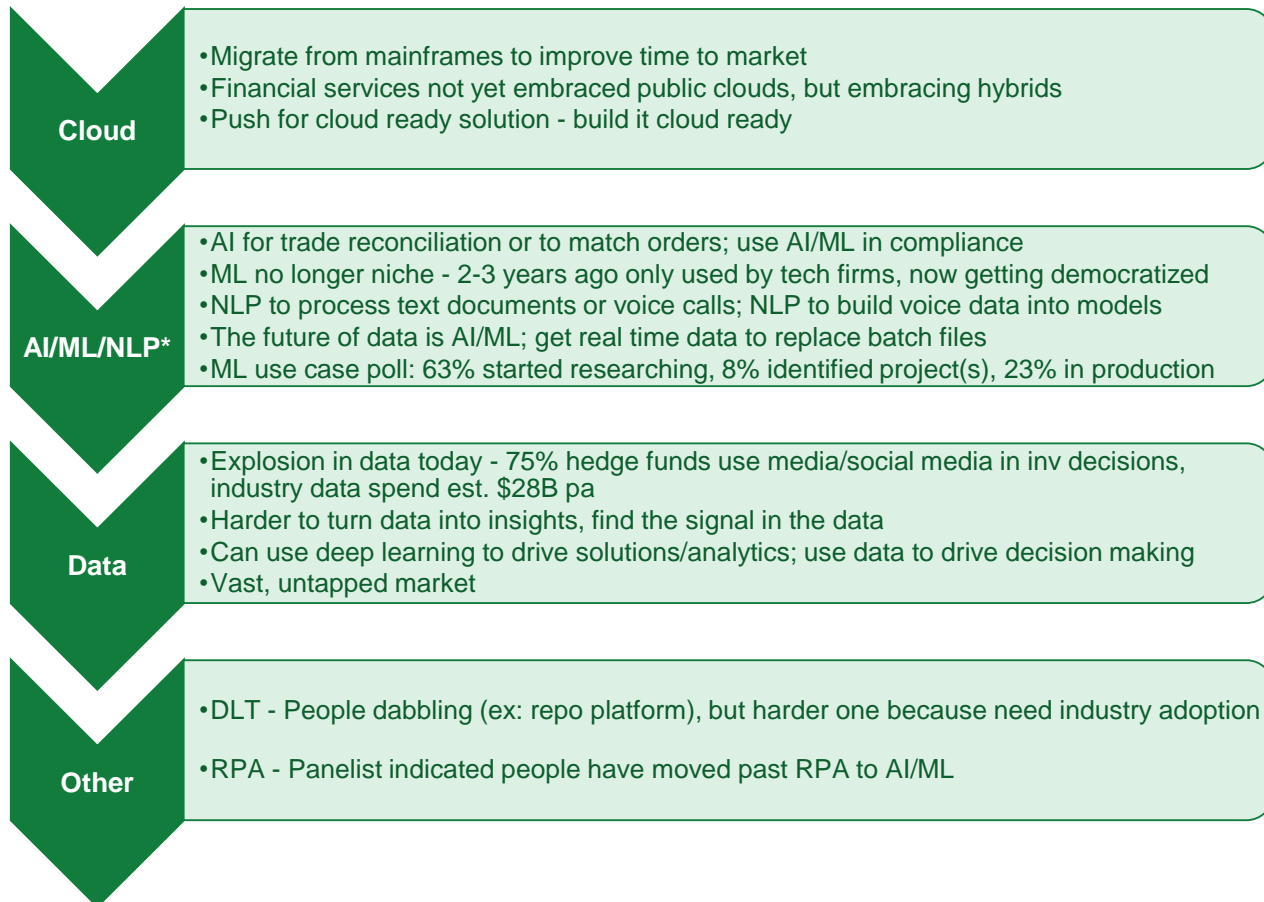 Cloud
•Migrate from mainframes to improve time to market
•Financial services not yet embraced public clouds, but embracing hybrids
•Push for cloud ready solution - build it cloud ready
AI/ML/NLP*
•AI for trade reconciliation or to match orders; use AI/ML in compliance
•ML no longer niche - 2-3 years ago only used by tech firms, now getting democratized
•NLP to process text documents or voice calls; NLP to build voice data into models
•The future of data is AI/ML; get real time data to replace batch files
•ML use case poll: 63% started researching, 8% identified project(s), 23% in production
Data
•Explosion in data today - 75% hedge funds use media/social media in inv decisions,
industry data spend est. $28B pa
•Harder to turn data into insights, find the signal in the data
•Can use deep learning to drive solutions/analytics; use data to drive decision making
•Vast, untapped market
Other
•DLT - People dabbling (ex: repo platform), but harder one because need industry adoption
•RPA - Panelist indicated people have moved past RPA to AI/ML